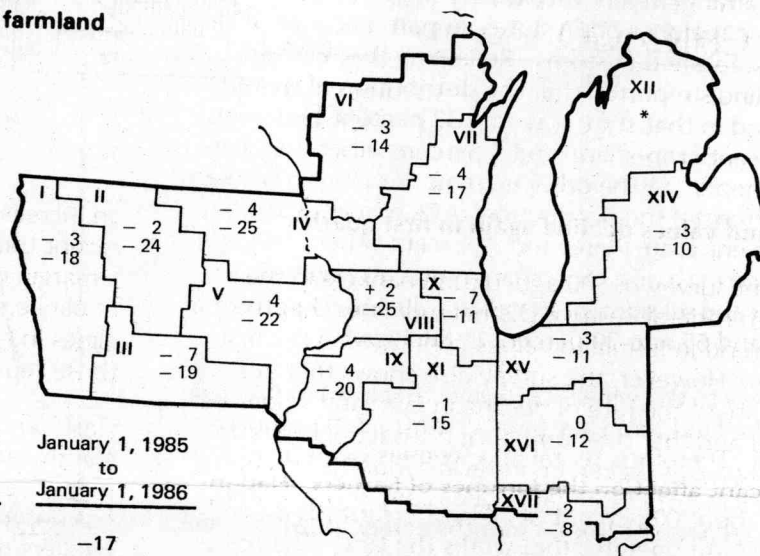 farmland
VI
− 3
−14
VII
− 4
−17
XII
*
XIV
− 3
−10
− 3
−18
II
− 2
−24
− 4
−25
IV
V
− 4
−22
− 2
−25
VIII
X
− 7
−11
III
− 7
−19
IX
− 4
−20
XI
− 1
−15
XV
− 3
−11
XVI
0
−12
XVII
− 2
− 8
January 1, 1985
to
January 1, 1986
−17